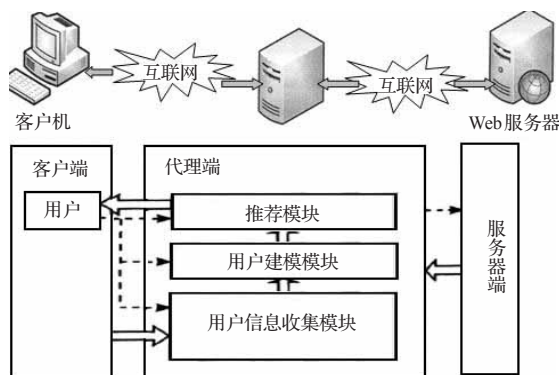 互联网
互联网
客户机
Web服务器
客户端
代理端
用户
推荐模块
用户建模模块
用户信息收集模块
服务器端